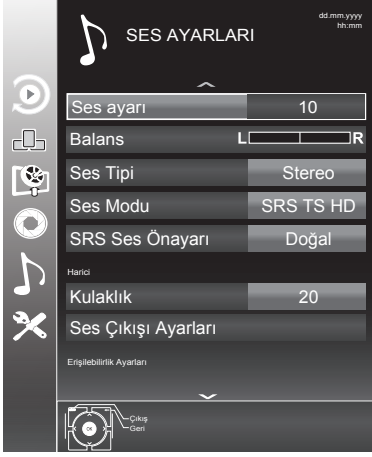 SES AYARLARI
dd.mm.yyyy
hh:mm
Ses ayarı 10
Balans L R
Ses Tipi Stereo
Ses Modu SRS TS HD
SRS Ses Önayarı Doğal
Harici
Kulaklık 20
Ses Çıkışı Ayarları
Erişilebilirlik Ayarları
Çıkış
OK
Geri